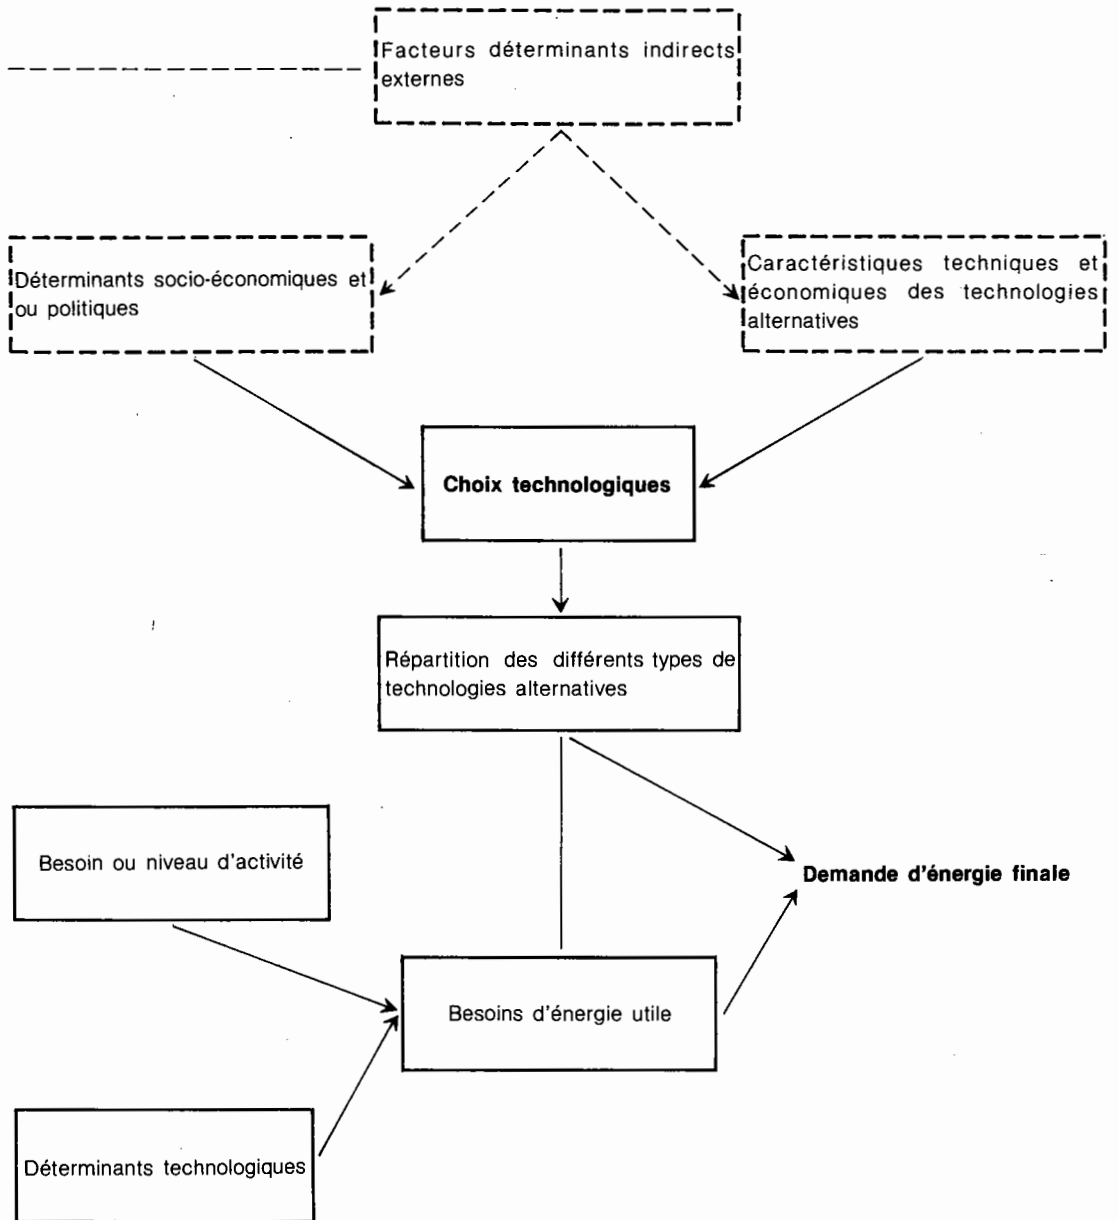 Facteurs déterminants indirects
externes
Déterminants socio-économiques et
ou politiques
Caractéristiques techniques et
économiques des technologies
alternatives
Choix technologiques
Répartition des différents types de
technologies alternatives
Besoin ou niveau d'activité
Demande d'énergie finale
Besoins d'énergie utile
Déterminants technologiques